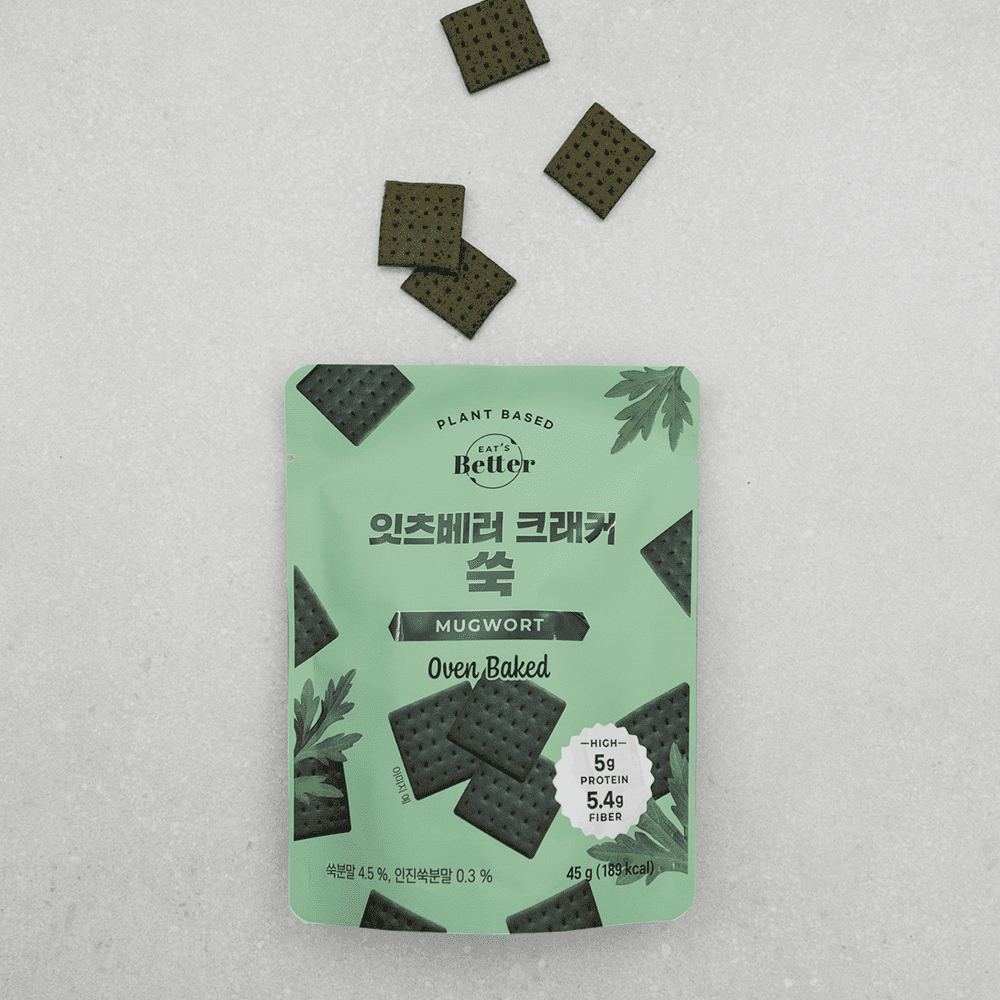 PLANT BASED
EAT'S
Better
잇츠베러 크래커
쑥
MUGWORT
Oven Baked
HIGH
5g
PROTEIN
5.4g
FIBER
이미지 예
쑥분말 4.5 %, 인진쑥분말 0.3 %
45 g (189 kcal)